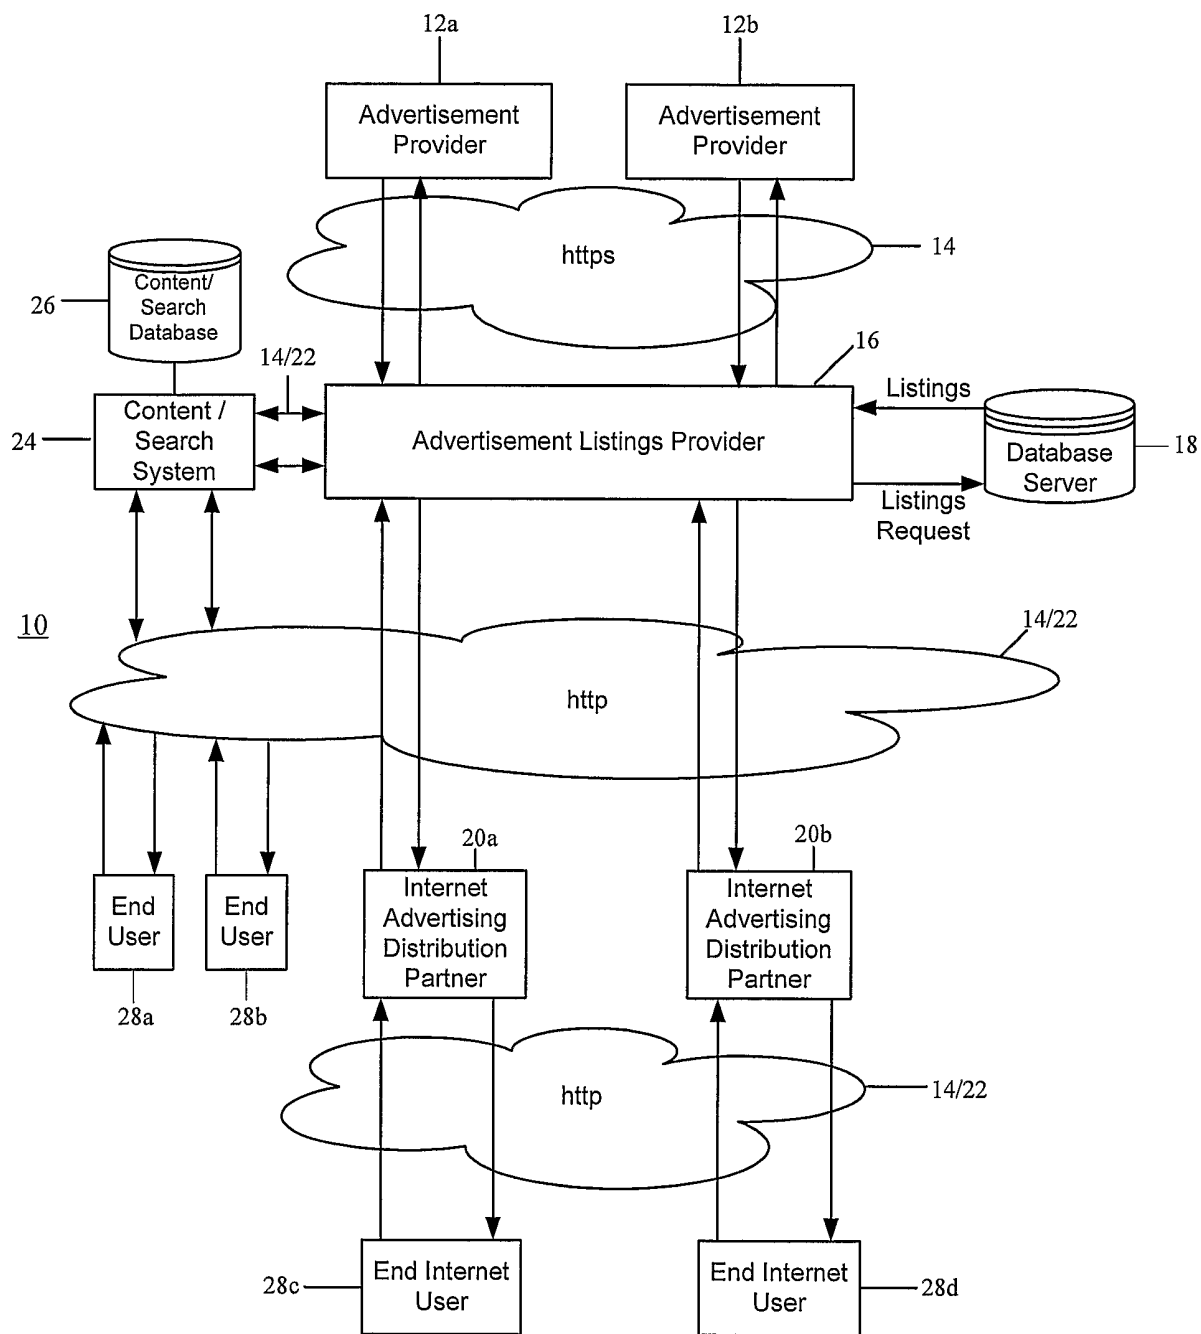 12a
12b
Advertisement
Provider
Advertisement
Provider
https
14
26
Content/
Search
Database
14/22
16
24
Content /
Search
System
Advertisement Listings Provider
Listings
Database
Server
18
Listings
Request
10
14/22
http
20a
20b
End
User
End
User
Internet
Advertising
Distribution
Partner
Internet
Advertising
Distribution
Partner
28a
28b
http
14/22
28c
End Internet
User
End Internet
User
28d